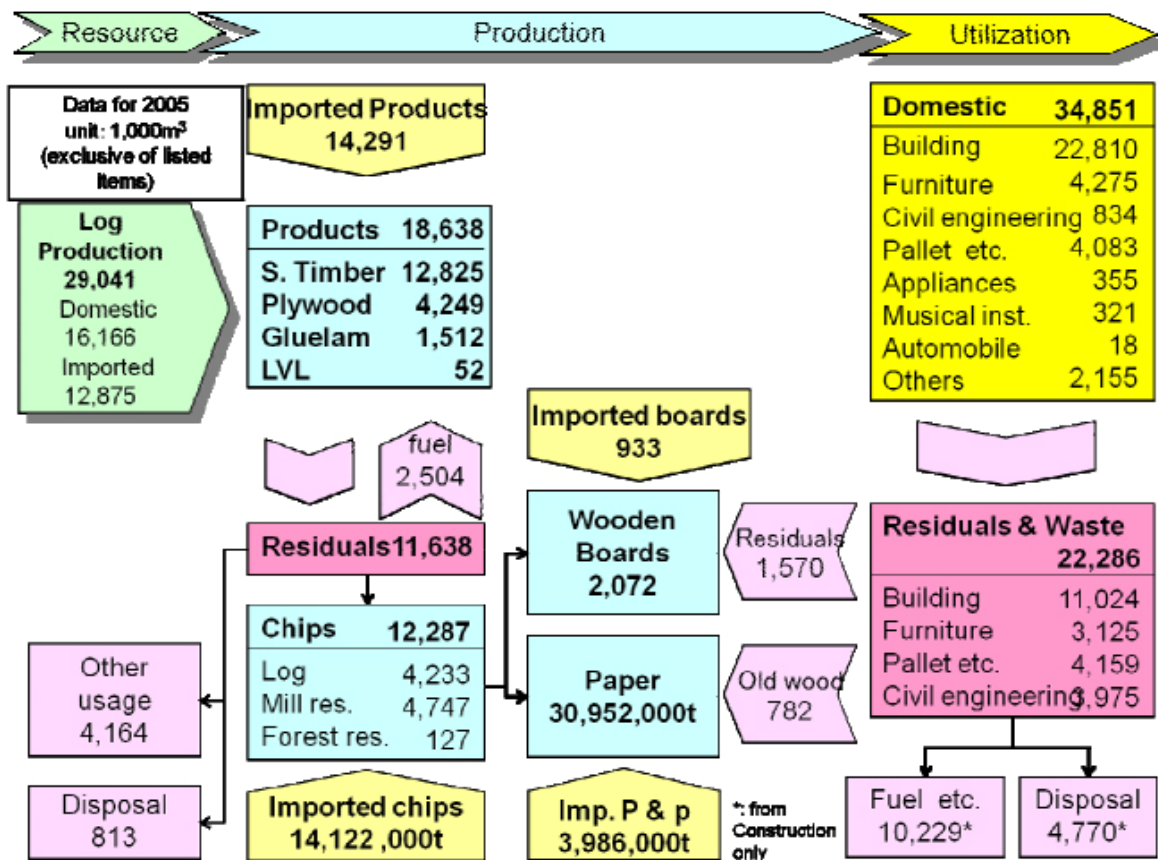 Resource
Production
Utilization
Data for 2005
unit: 1,000m³
(exclusive of listed
items)
Imported Products
14,291
Log
Production
29,041
Domestic
16,166
Imported
12,875
Products 18,638
S. Timber 12,825
Plywood 4,249
Gluelam 1,512
LVL 52
Domestic 34,851
Building 22,810
Furniture 4,275
Civil engineering 834
Pallet etc. 4,083
Appliances 355
Musical inst. 321
Automobile 18
Others 2,155
fuel
2,504
Imported boards
933
Residuals 11,638
Wooden
Boards
2,072
Residuals
1,570
Residuals & Waste
22,286
Building 11,024
Furniture 3,125
Pallet etc. 4,159
Civil engineering 3,975
Chips 12,287
Log 4,233
Mill res. 4,747
Forest res. 127
Other
usage
4,164
Paper
30,952,000t
Old wood
782
Disposal
813
Imported chips
14,122 ,000t
Imp. P & p
3,986,000t
*: from
Construction
only
Fuel etc.
10,229*
Disposal
4,770*